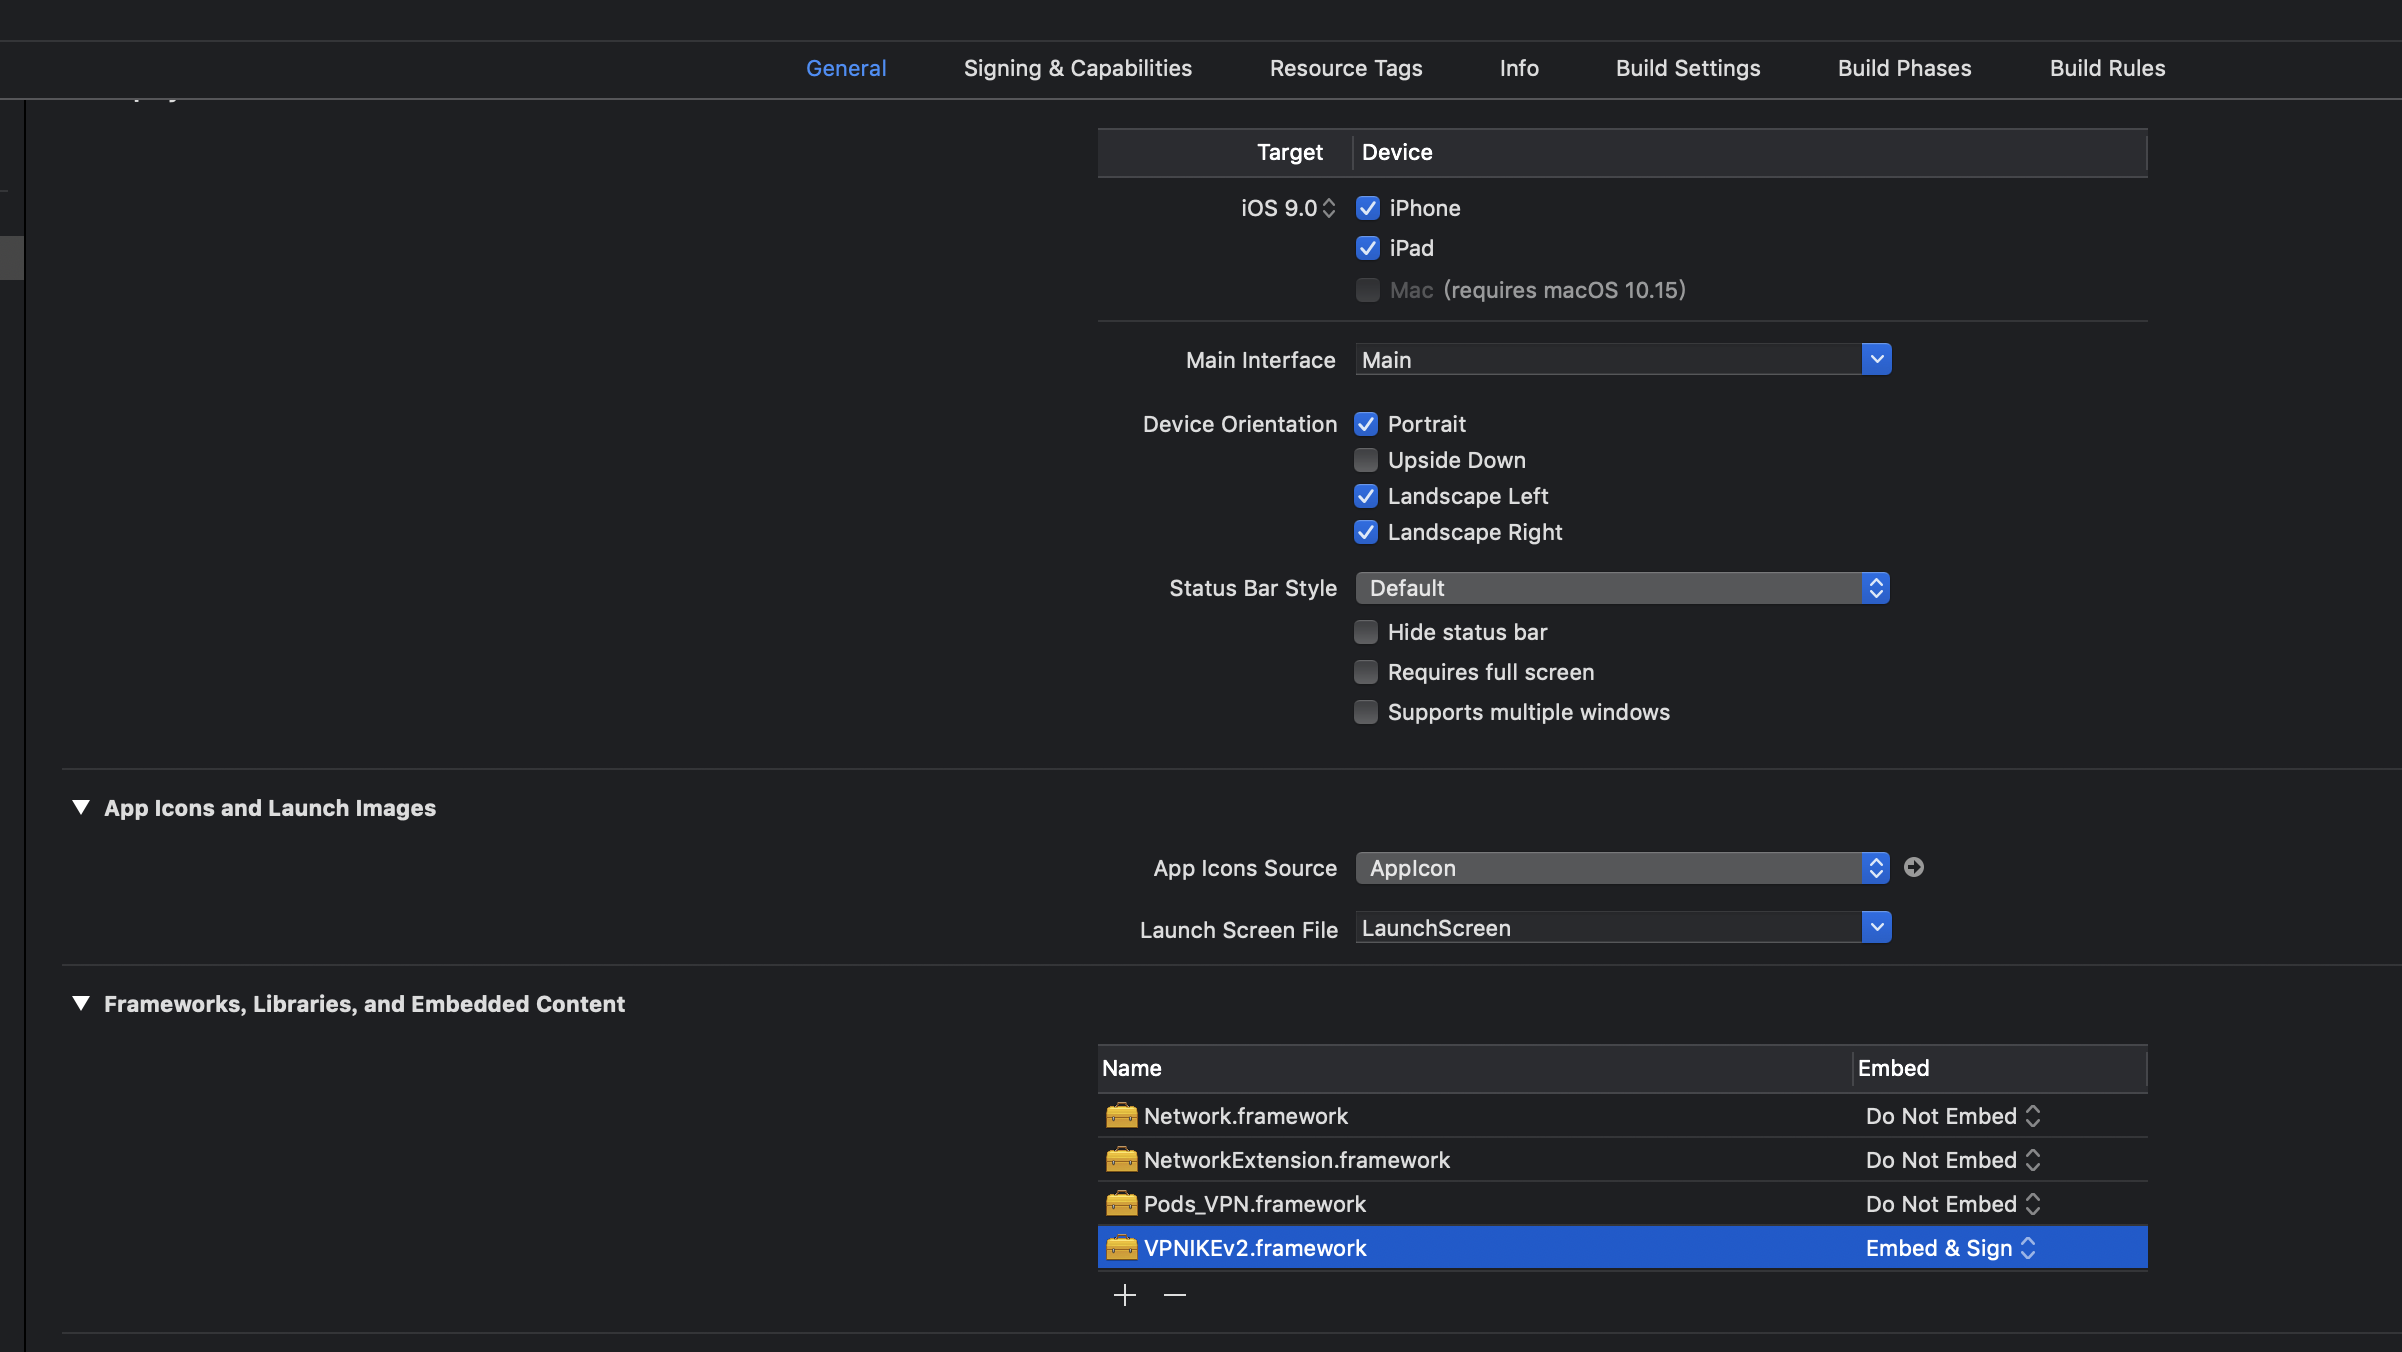 General Signing & Capabilities Resource Tags Info Build Settings Build Phases Build Rules
Target Device
iOS 9.0 iPhone
iPad
Mac (requires macOS 10.15)
Main Interface Main
Device Orientation Portrait
Upside Down
Landscape Left
Landscape Right
Status Bar Style Default
Hide status bar
Requires full screen
Supports multiple windows
App Icons and Launch Images
App Icons Source AppIcon
Launch Screen File LaunchScreen
Frameworks, Libraries, and Embedded Content
Name Embed
Network.framework Do Not Embed
NetworkExtension.framework Do Not Embed
Pods_VPN.framework Do Not Embed
VPNIKEv2.framework Embed & Sign